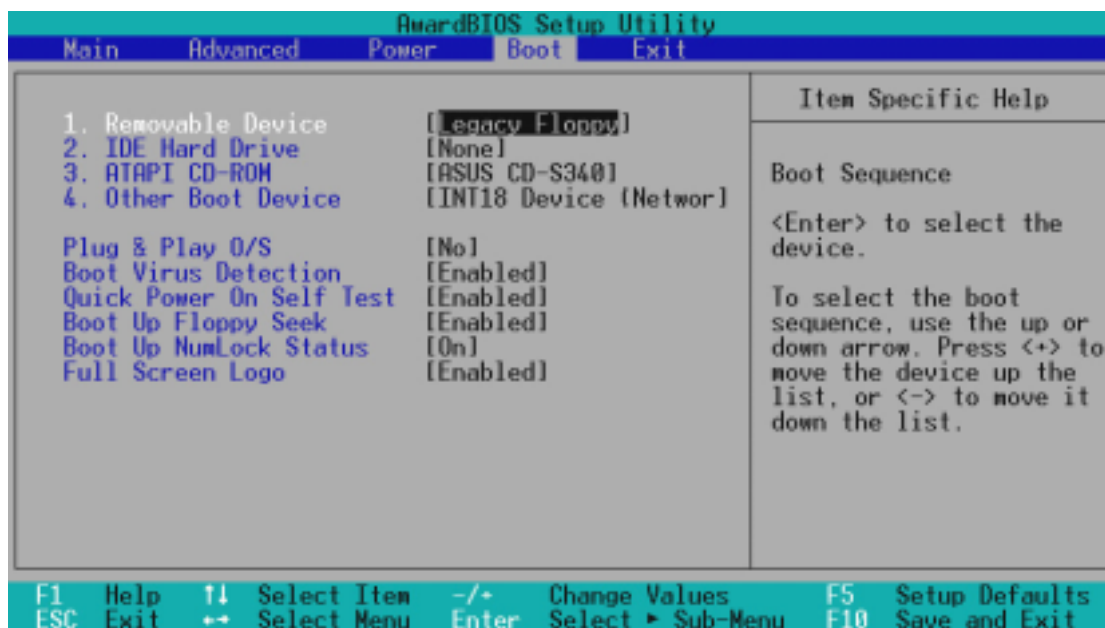 AwardBIOS Setup Utility
Main Advanced Power Boot Exit
1. Removable Device [Legacy Floppy]
2. IDE Hard Drive [None]
3. ATAPI CD-ROM [ASUS CD-S340]
4. Other Boot Device [INT18 Device (Networ]
Plug & Play O/S [No]
Boot Virus Detection [Enabled]
Quick Power On Self Test [Enabled]
Boot Up Floppy Seek [Enabled]
Boot Up NumLock Status [On]
Full Screen Logo [Enabled]
Item Specific Help
Boot Sequence
<Enter> to select the
device.
To select the boot
sequence, use the up or
down arrow. Press <+> to
move the device up the
list, or <-> to move it
down the list.
F1 Help ↑↓ Select Item -/+ Change Values F5 Setup Defaults
ESC Exit ←→ Select Menu Enter Select ► Sub-Menu F10 Save and Exit